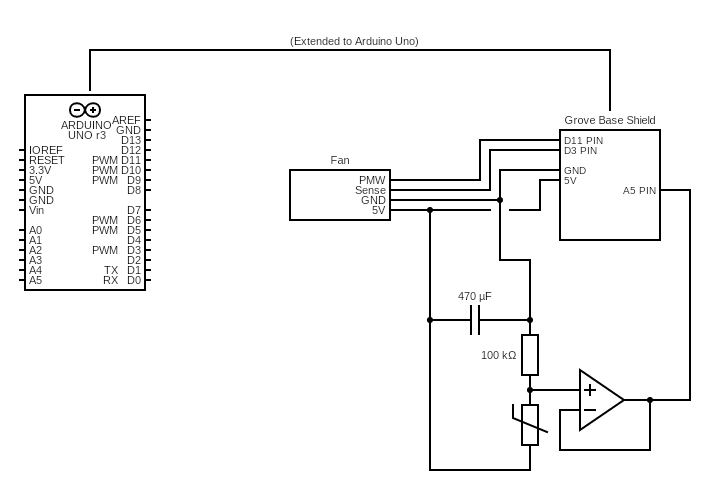 (Extended to Arduino Uno)
ARDUINO
UNO r3
AREF
GND
D13
IOREF D12
RESET PWM D11
3.3V PWM D10
5V PWM D9
GND D8
GND
Vin D7
PWM D6
A0 PWM D5
A1 D4
A2 PWM D3
A3 D2
A4 TX D1
A5 RX D0
Fan
PMW
Sense
GND
5V
Grove Base Shield
D11 PIN
D3 PIN
GND
5V
A5 PIN
470 µF
100 kΩ